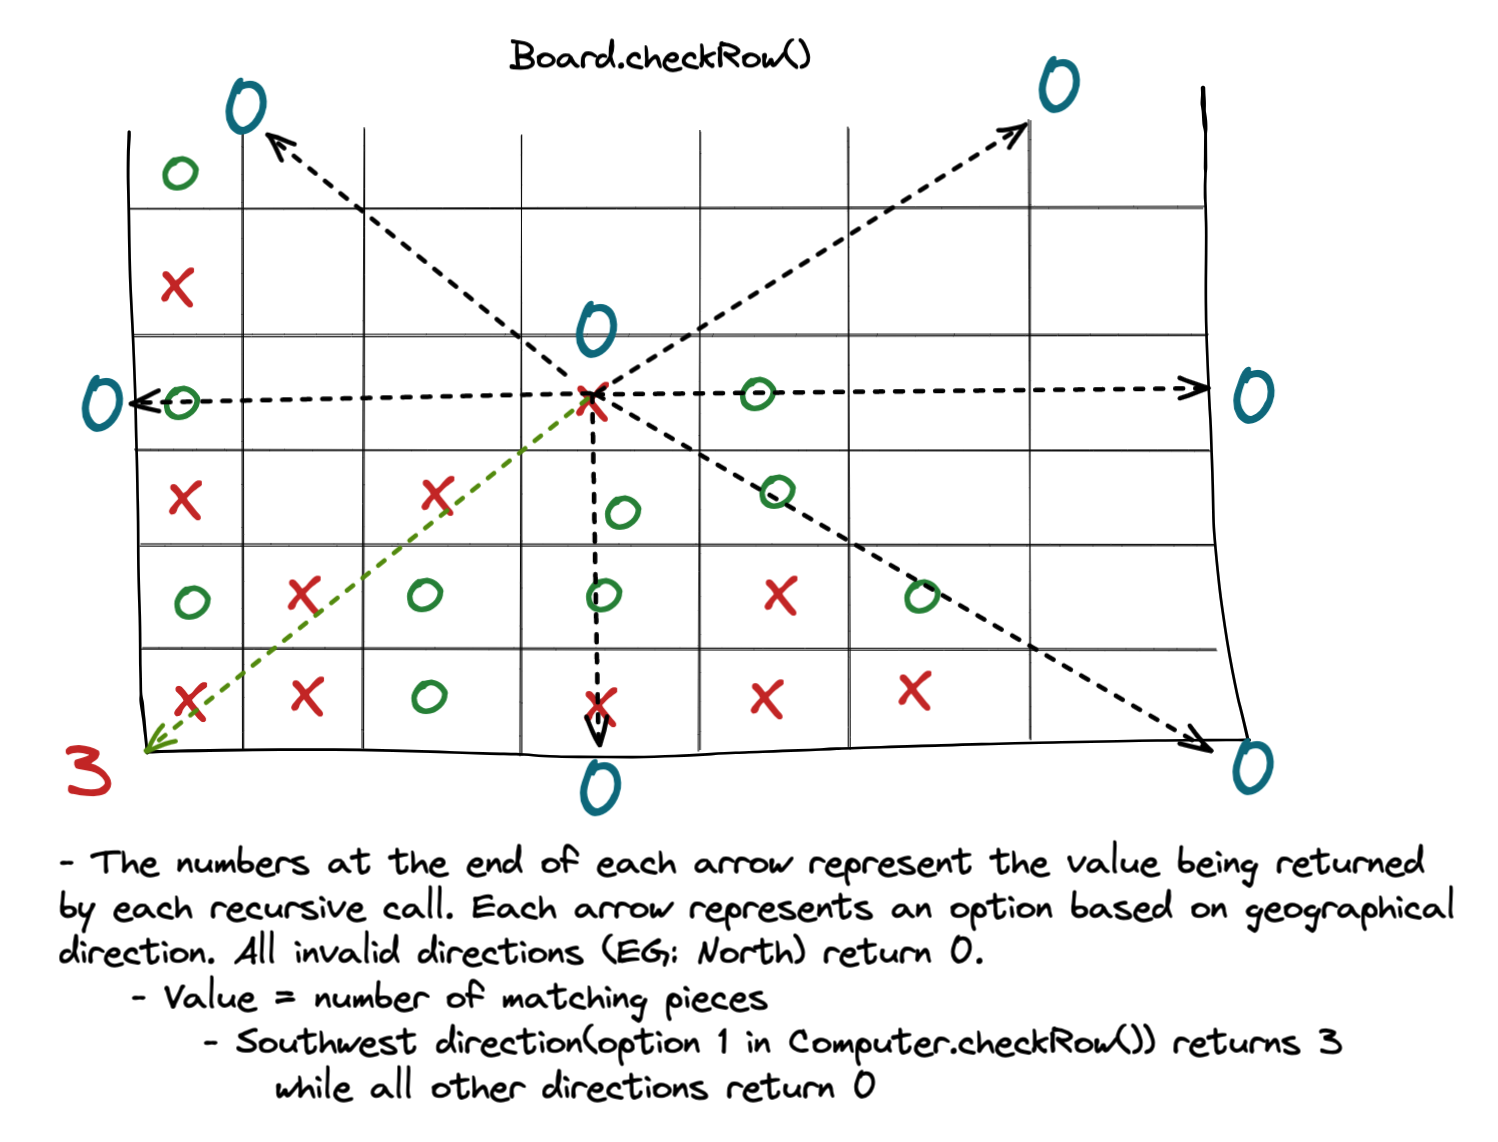 Board.checkRow()
0
0
O
X
0
0
O
X
O
0
X
X
O
O
O
X
O
O
X
O
X
X
O
X
X
X
3
0
0
- The numbers at the end of each arrow represent the value being returned
by each recursive call. Each arrow represents an option based on geographical
direction. All invalid directions (EG: North) return 0.
- Value = number of matching pieces
- Southwest direction(option 1 in Computer.checkRow()) returns 3
while all other directions return 0